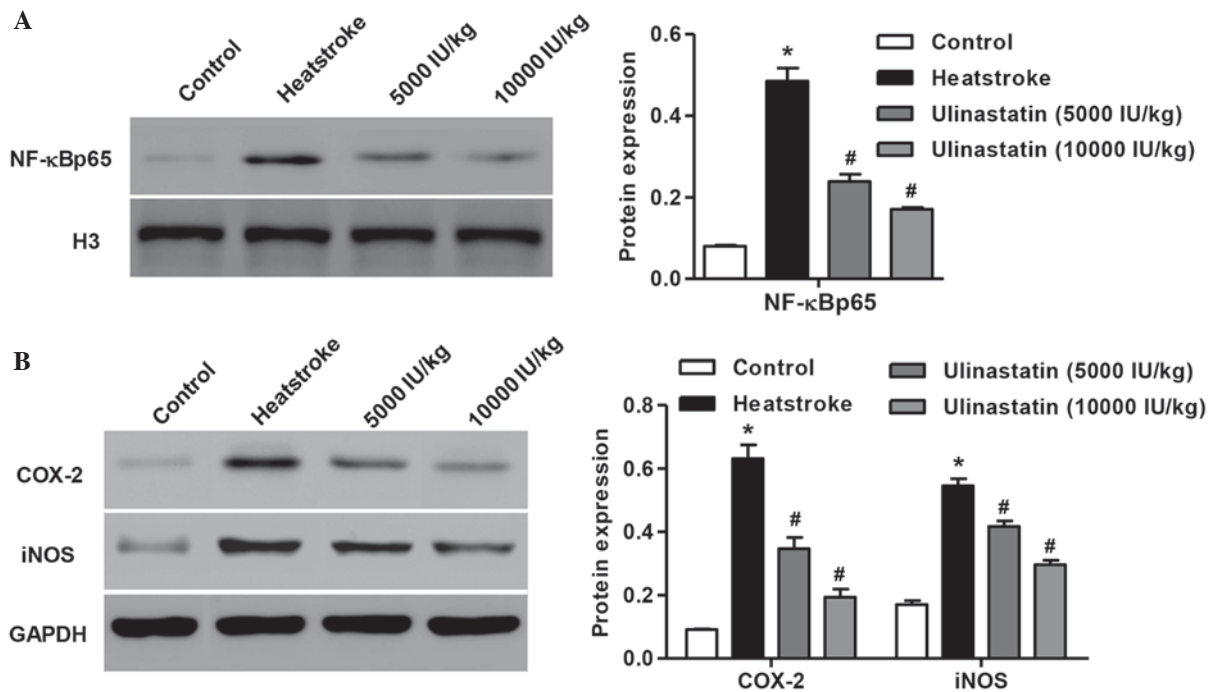 A
Control
Heatstroke
5000 IU/kg
10000 IU/kg
NF-κBp65
H3
Protein expression
0.6
0.4
0.2
0.0
*
#
#
NF-κBp65
Control
Heatstroke
Ulinastatin (5000 IU/kg)
Ulinastatin (10000 IU/kg)
B
Control
Heatstroke
5000 IU/kg
10000 IU/kg
COX-2
iNOS
GAPDH
Control
Heatstroke
Ulinastatin (5000 IU/kg)
Ulinastatin (10000 IU/kg)
Protein expression
0.8
0.6
0.4
0.2
0.0
*
#
#
*
#
#
COX-2
iNOS